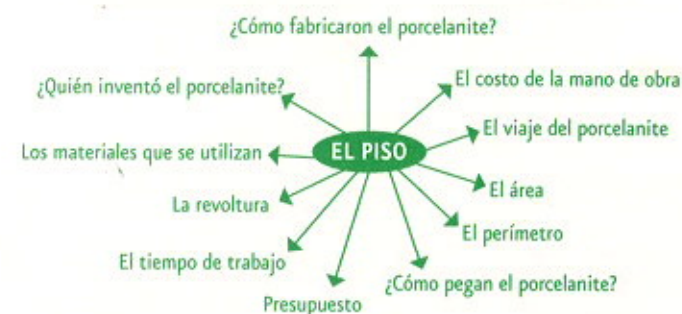 ¿Cómo fabricaron el porcelanite?
¿Quién inventó el porcelanite?
El costo de la mano de obra
El viaje del porcelanite
Los materiales que se utilizan
EL PISO
El área
La revoltura
El perímetro
El tiempo de trabajo
¿Cómo pegan el porcelanite?
Presupuesto